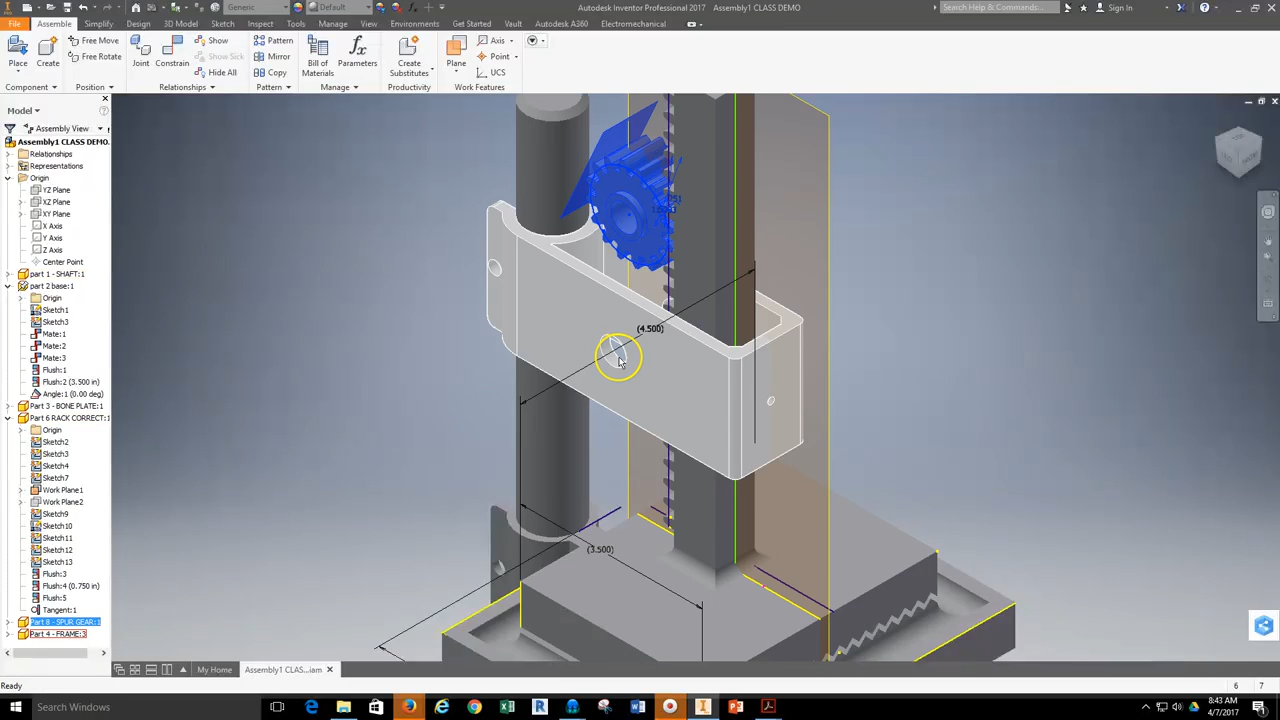 Generic
Default
Autodesk Inventor Professional 2017 Assembly1 CLASS DEMO
Search Help & Commands...
Sign In
File
Assemble
Simplify
Design
3D Model
Sketch
Inspect
Tools
Manage
View
Environments
Get Started
Vault
Autodesk A360
Electromechanical
Free Move
Free Rotate
Show
Show Sick
Hide All
Pattern
Mirror
Copy
Axis
Point
UCS
Place
Create
Joint
Constrain
Bill of
Materials
Parameters
Create
Substitutes
Plane
Component
Position
Relationships
Pattern
Manage
Productivity
Work Features
Model
Assembly View
Assembly1 CLASS DEMO.
Relationships
Representations
Origin
YZ Plane
XZ Plane
XY Plane
X Axis
Y Axis
Z Axis
Center Point
part 1 - SHAFT:1
part 2 base:1
Origin
Sketch1
Sketch3
Mate:1
Mate:2
Mate:3
Flush:1
Flush:2 (3.500 in)
Angle:1 (0.00 deg)
Part 3 - BONE PLATE:1
Part 6 RACK CORRECT:1
Origin
Sketch2
Sketch3
Sketch4
Sketch7
Work Plane1
Work Plane2
Sketch9
Sketch10
Sketch11
Sketch12
Sketch13
Flush:3
Flush:4 (0.750 in)
Flush:5
Tangent:1
Part 8 - SPUR GEAR:1
Part 4 - FRAME:3
(4.500)
(3.500)
My Home
Assembly1 CLAS...iam
Ready
6
7
Search Windows
8:43 AM
4/7/2017